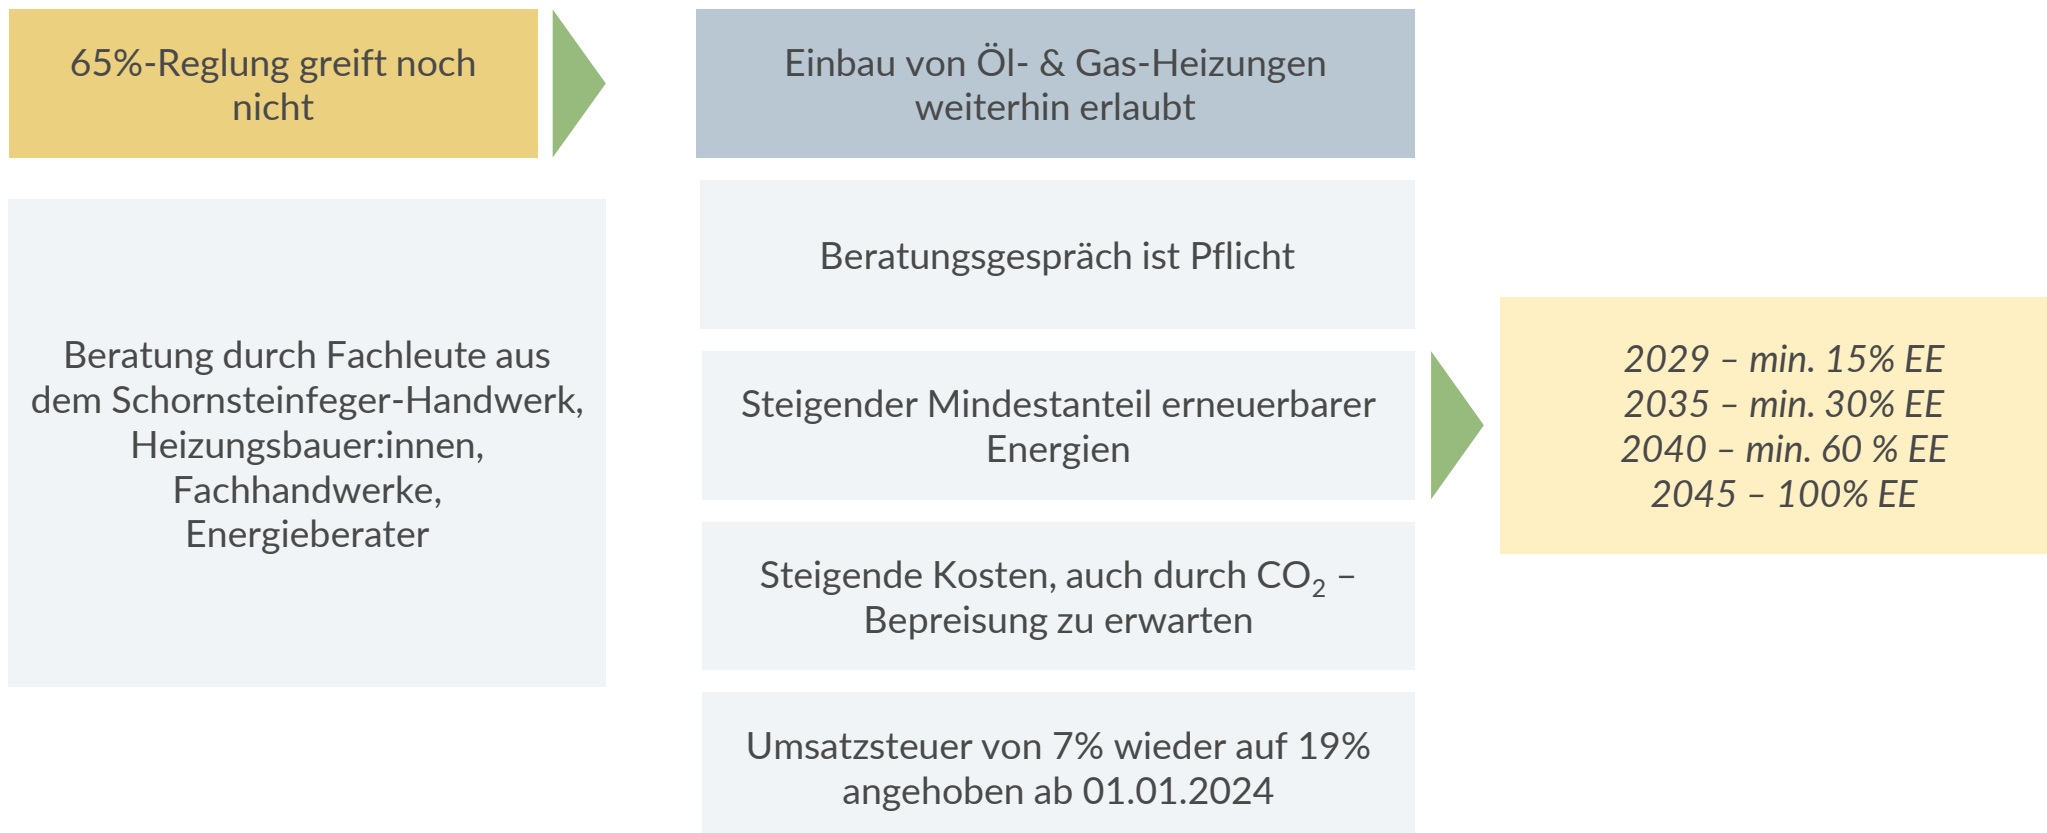 65%-Reglung greift noch
nicht
Einbau von Öl- & Gas-Heizungen
weiterhin erlaubt
Beratung durch Fachleute aus
dem Schornsteinfeger-Handwerk,
Heizungsbauer:innen,
Fachhandwerke,
Energieberater
Beratungsgespräch ist Pflicht
Steigender Mindestanteil erneuerbarer
Energien
2029 – min. 15% EE
2035 – min. 30% EE
2040 – min. 60 % EE
2045 – 100% EE
Steigende Kosten, auch durch CO₂ –
Bepreisung zu erwarten
Umsatzsteuer von 7% wieder auf 19%
angehoben ab 01.01.2024